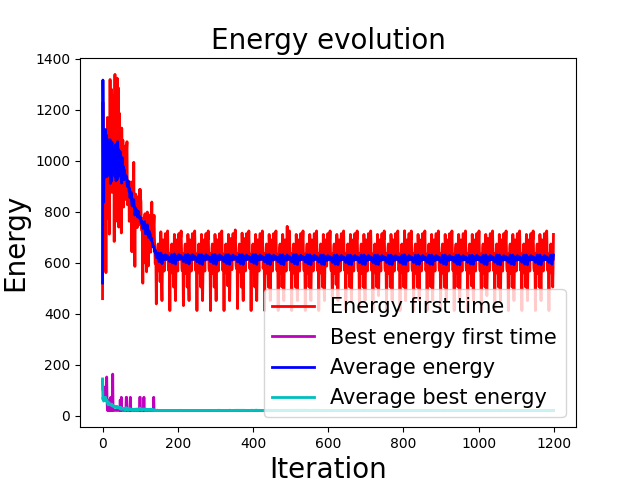 Energy evolution
Energy
1400
1200
1000
800
600
400
200
0
Energy first time
Best energy first time
Average energy
Average best energy
0 200 400 600 800 1000 1200
Iteration